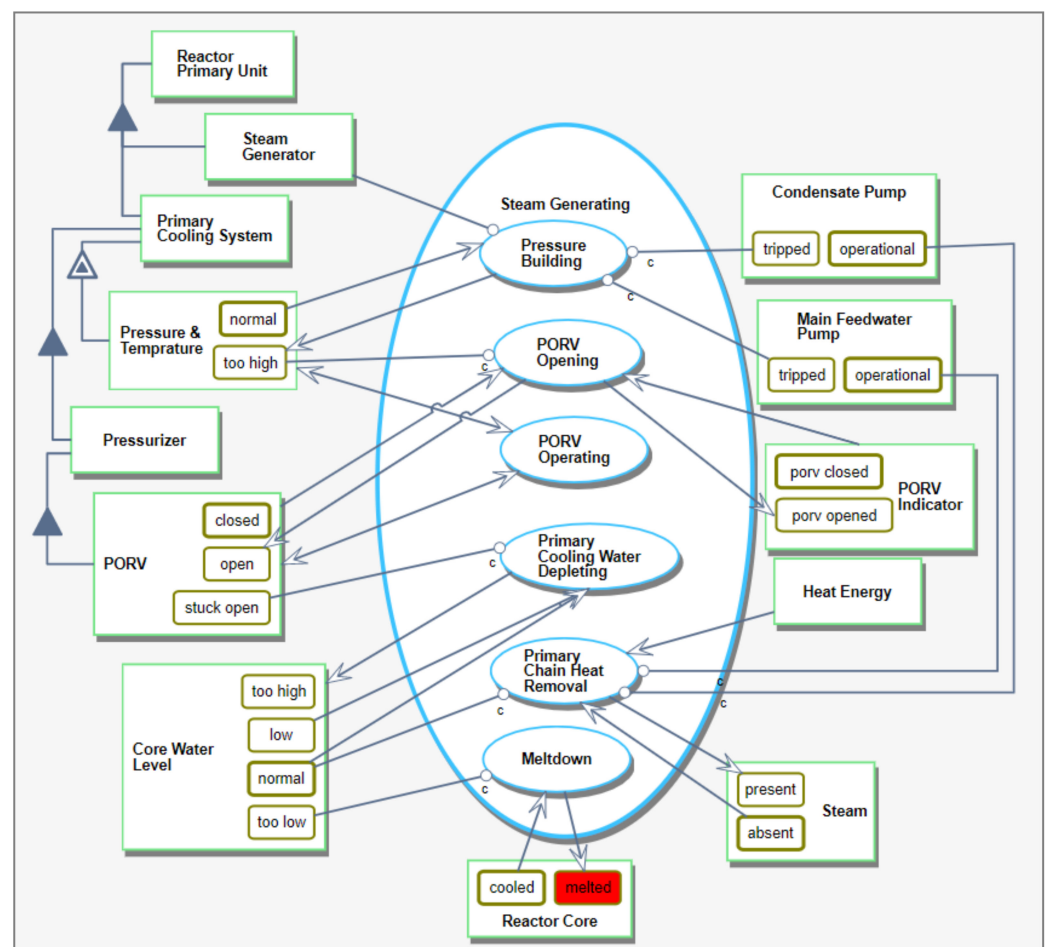 Reactor
Primary Unit
Steam
Generator
Primary
Cooling System
Pressure &
Temprature
normal
too high
Pressurizer
PORV
closed
open
stuck open
Core Water
Level
too high
low
normal
too low
Steam Generating
Pressure
Building
c
c
PORV
Opening
c
PORV
Operating
Primary
Cooling Water
Depleting
c
Primary
Chain Heat
Removal
c
c
c
Meltdown
c
Condensate Pump
tripped
operational
Main Feedwater
Pump
tripped
operational
porv closed
porv opened
PORV
Indicator
Heat Energy
present
absent
Steam
cooled
melted
Reactor Core